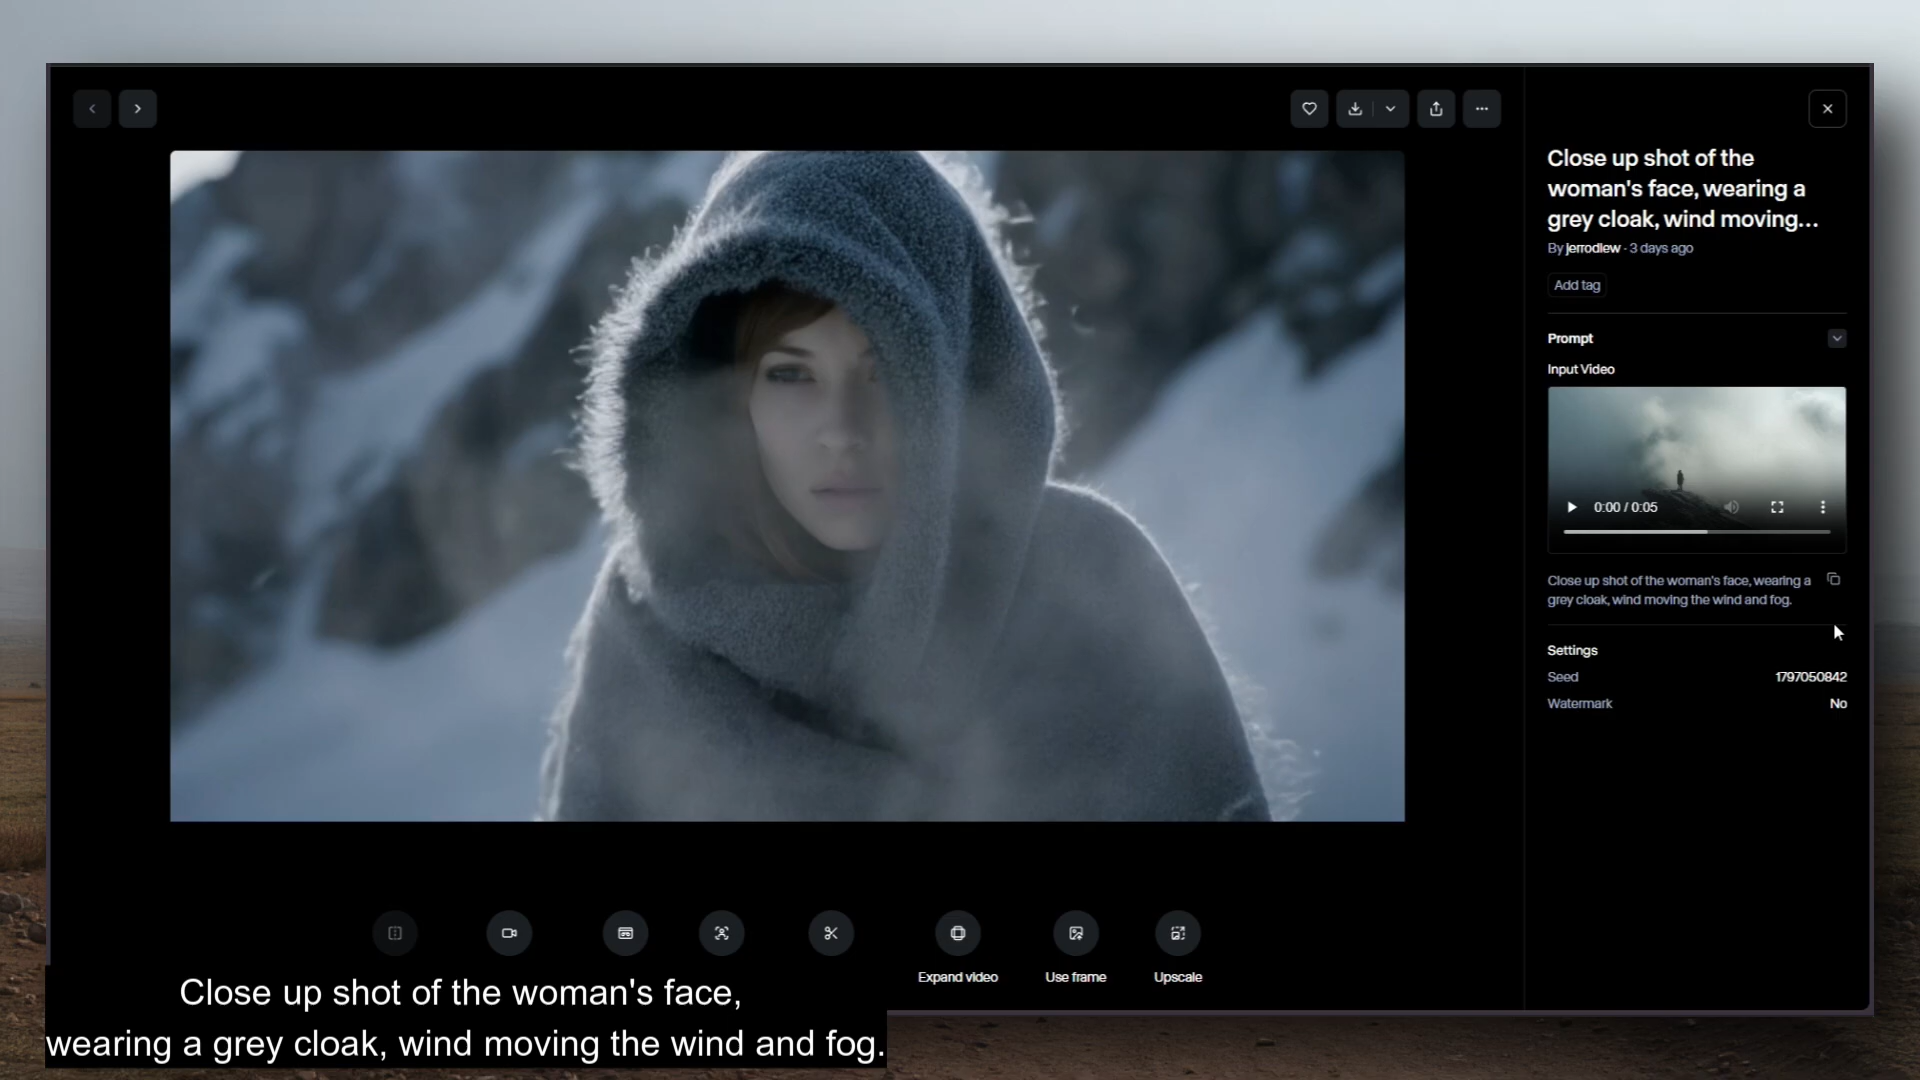 Close up shot of the
woman's face, wearing a
grey cloak, wind moving...
By jerrodlew · 3 days ago
Add tag
Prompt
Input Video
0:00 / 0:05
Close up shot of the woman's face, wearing a
grey cloak, wind moving the wind and fog.
Settings
Seed 1797050842
Watermark No
Expand video Use frame Upscale
Close up shot of the woman's face,
wearing a grey cloak, wind moving the wind and fog.